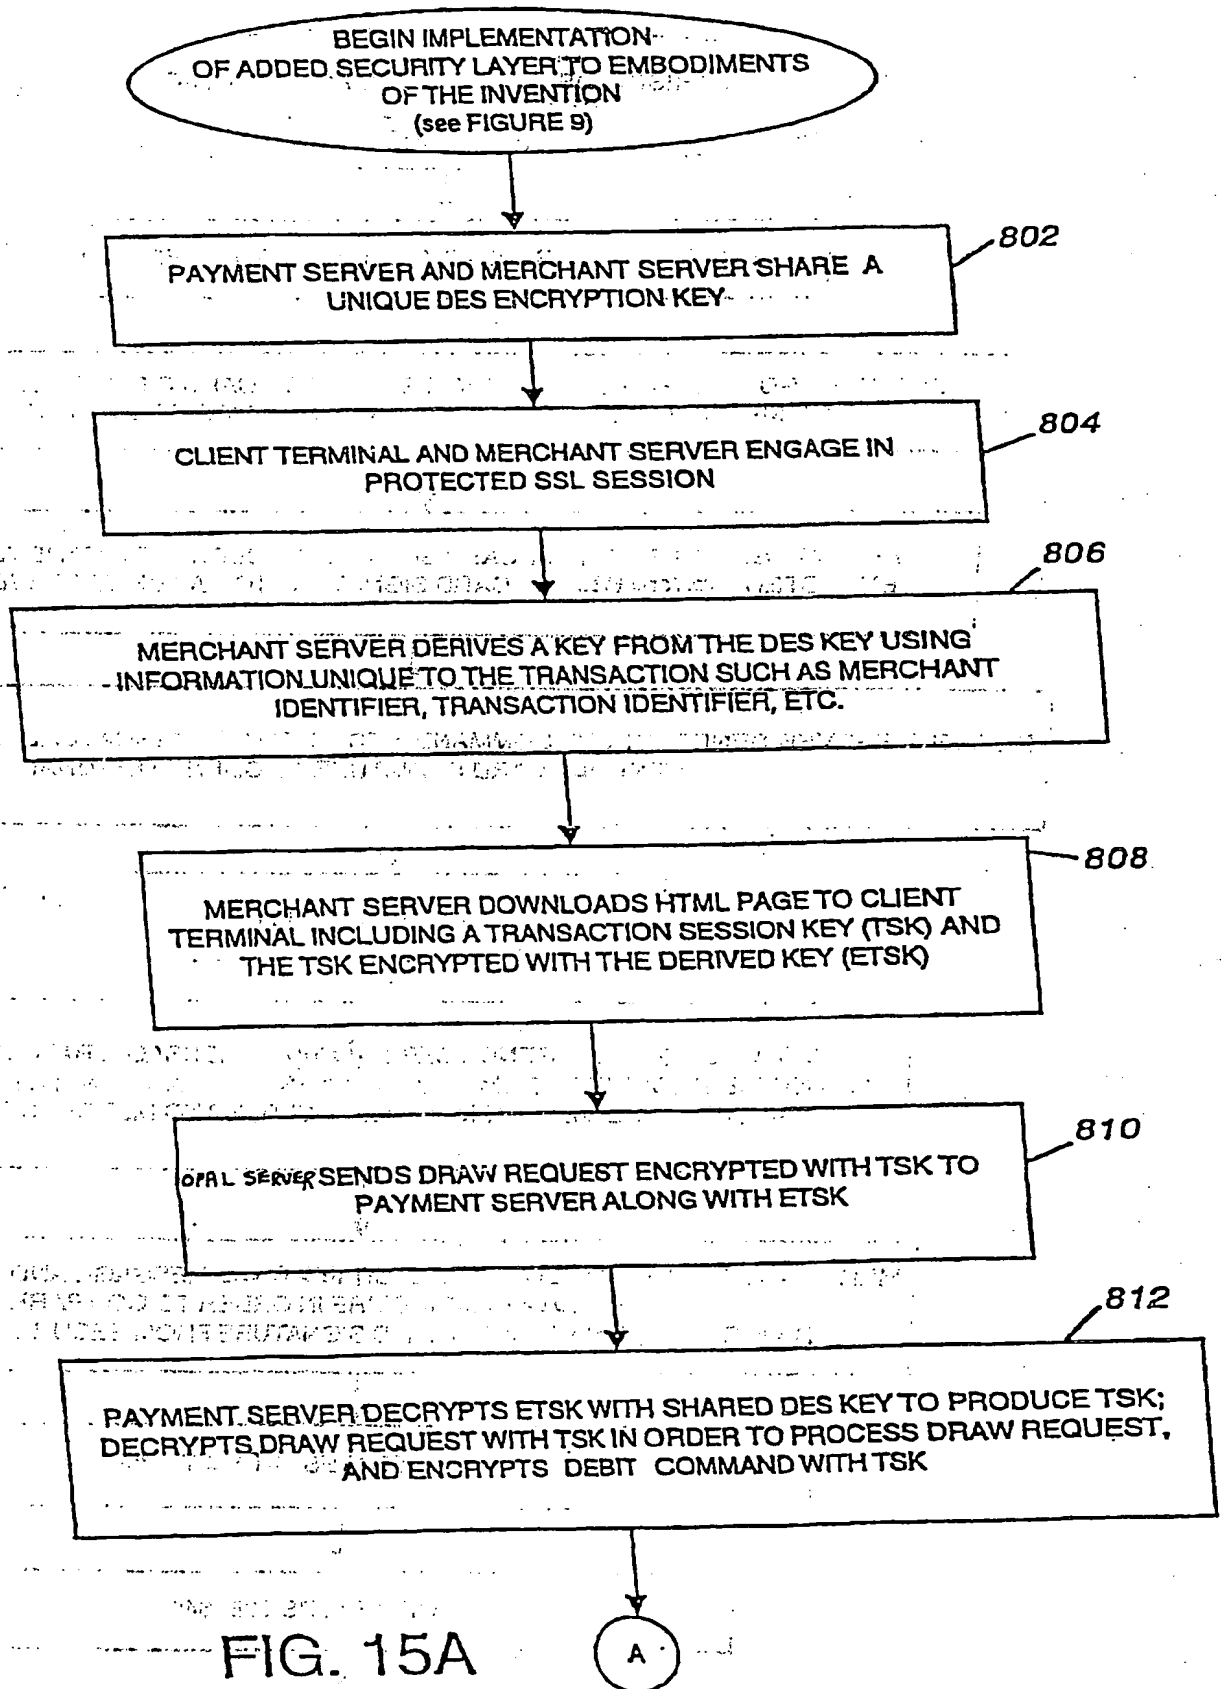 BEGIN IMPLEMENTATION
OF ADDED SECURITY LAYER TO EMBODIMENTS
OF THE INVENTION
(see FIGURE 9)
802
PAYMENT SERVER AND MERCHANT SERVER SHARE A
UNIQUE DES ENCRYPTION KEY
804
CLIENT TERMINAL AND MERCHANT SERVER ENGAGE IN
PROTECTED SSL SESSION
806
MERCHANT SERVER DERIVES A KEY FROM THE DES KEY USING
INFORMATION UNIQUE TO THE TRANSACTION SUCH AS MERCHANT
IDENTIFIER, TRANSACTION IDENTIFIER, ETC.
808
MERCHANT SERVER DOWNLOADS HTML PAGE TO CLIENT
TERMINAL INCLUDING A TRANSACTION SESSION KEY (TSK) AND
THE TSK ENCRYPTED WITH THE DERIVED KEY (ETSK)
810
OPAL SERVER SENDS DRAW REQUEST ENCRYPTED WITH TSK TO
PAYMENT SERVER ALONG WITH ETSK
812
PAYMENT SERVER DECRYPTS ETSK WITH SHARED DES KEY TO PRODUCE TSK;
DECRYPTS DRAW REQUEST WITH TSK IN ORDER TO PROCESS DRAW REQUEST,
AND ENCRYPTS DEBIT COMMAND WITH TSK
A
FIG. 15A